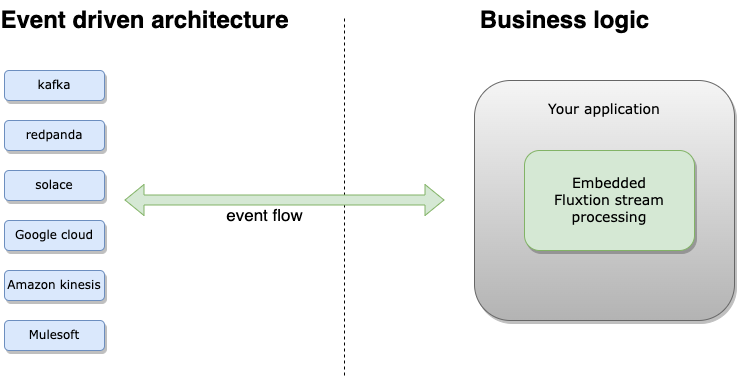 Event driven architecture
Business logic
kafka
redpanda
solace
Google cloud
Amazon kinesis
Mulesoft
event flow
Your application
Embedded
Fluxtion stream
processing